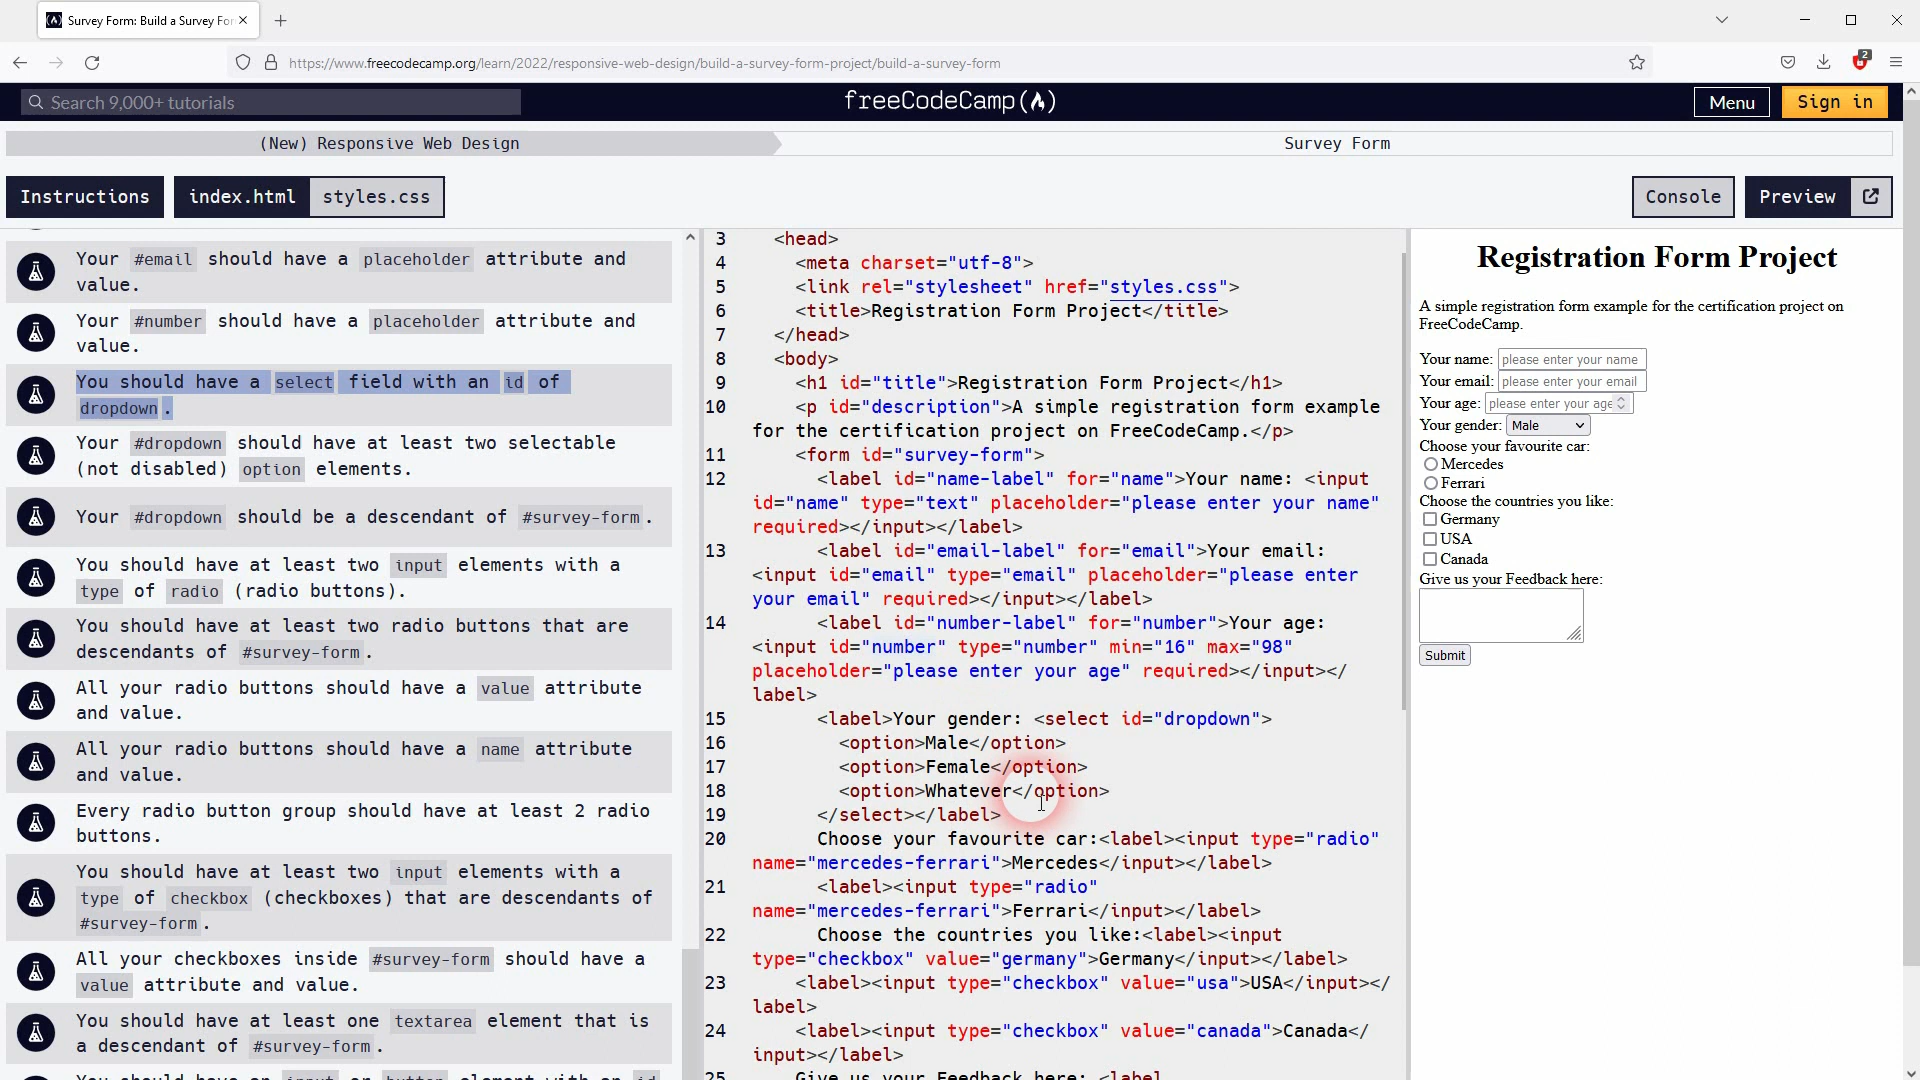 Survey Form: Build a Survey For
https://www.freecodecamp.org/learn/2022/responsive-web-design/build-a-survey-form-project/build-a-survey-form
2
Search 9,000+ tutorials
freeCodeCamp
Menu
Sign in
(New) Responsive Web Design
Survey Form
Instructions
index.html
styles.css
Console
Preview
Your #email should have a placeholder attribute and
value.
Your #number should have a placeholder attribute and
value.
You should have a select field with an id of
dropdown.
Your #dropdown should have at least two selectable
(not disabled) option elements.
Your #dropdown should be a descendant of #survey-form.
You should have at least two input elements with a
type of radio (radio buttons).
You should have at least two radio buttons that are
descendants of #survey-form.
All your radio buttons should have a value attribute
and value.
All your radio buttons should have a name attribute
and value.
Every radio button group should have at least 2 radio
buttons.
You should have at least two input elements with a
type of checkbox (checkboxes) that are descendants of
#survey-form.
All your checkboxes inside #survey-form should have a
value attribute and value.
You should have at least one textarea element that is
a descendant of #survey-form.
3 <head>
4 <meta charset="utf-8">
5 <link rel="stylesheet" href="styles.css">
6 <title>Registration Form Project</title>
7 </head>
8 <body>
9 <h1 id="title">Registration Form Project</h1>
10 <p id="description">A simple registration form example
for the certification project on FreeCodeCamp.</p>
11 <form id="survey-form">
12 <label id="name-label" for="name">Your name: <input
id="name" type="text" placeholder="please enter your name"
required></input></label>
13 <label id="email-label" for="email">Your email:
<input id="email" type="email" placeholder="please enter
your email" required></input></label>
14 <label id="number-label" for="number">Your age:
<input id="number" type="number" min="16" max="98"
placeholder="please enter your age" required></input></
label>
15 <label>Your gender: <select id="dropdown">
16 <option>Male</option>
17 <option>Female</option>
18 <option>Whatever</option>
19 </select></label>
20 Choose your favourite car:<label><input type="radio"
name="mercedes-ferrari">Mercedes</input></label>
21 <label><input type="radio"
name="mercedes-ferrari">Ferrari</input></label>
22 Choose the countries you like:<label><input
type="checkbox" value="germany">Germany</input></label>
23 <label><input type="checkbox" value="usa">USA</input></
label>
24 <label><input type="checkbox" value="canada">Canada</
input></label>
25 Give us your Feedback here: <label
Registration Form Project
A simple registration form example for the certification project on
FreeCodeCamp.
Your name: please enter your name
Your email: please enter your email
Your age: please enter your age
Your gender: Male
Choose your favourite car:
Mercedes
Ferrari
Choose the countries you like:
Germany
USA
Canada
Give us your Feedback here:
Submit